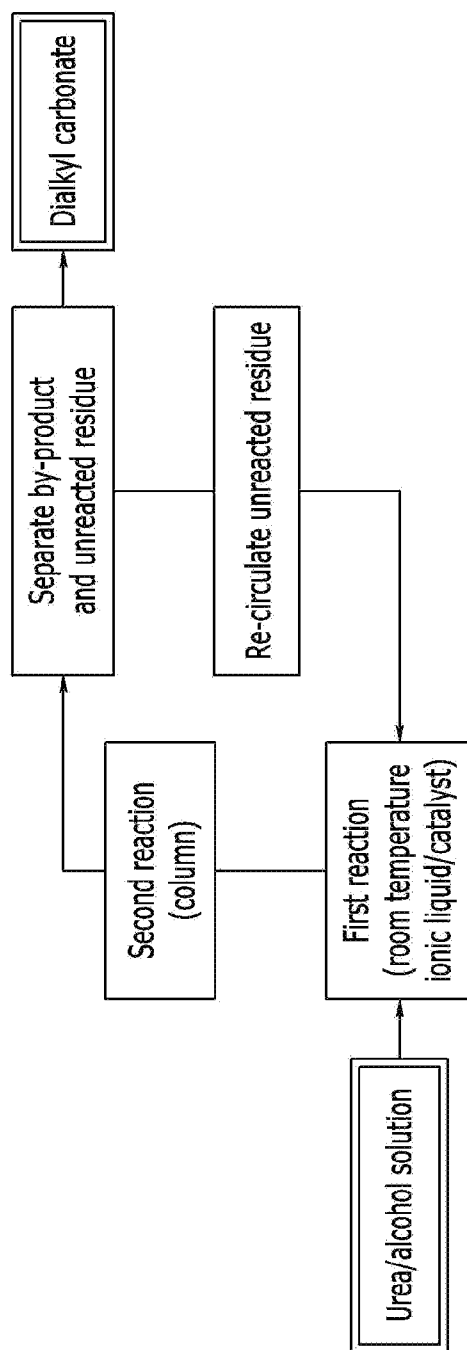 Urea/alcohol solution
First reaction
(room temperature
ionic liquid/catalyst)
Second reaction
(column)
Separate by-product
and unreacted residue
Re-circulate unreacted residue
Dialkyl carbonate